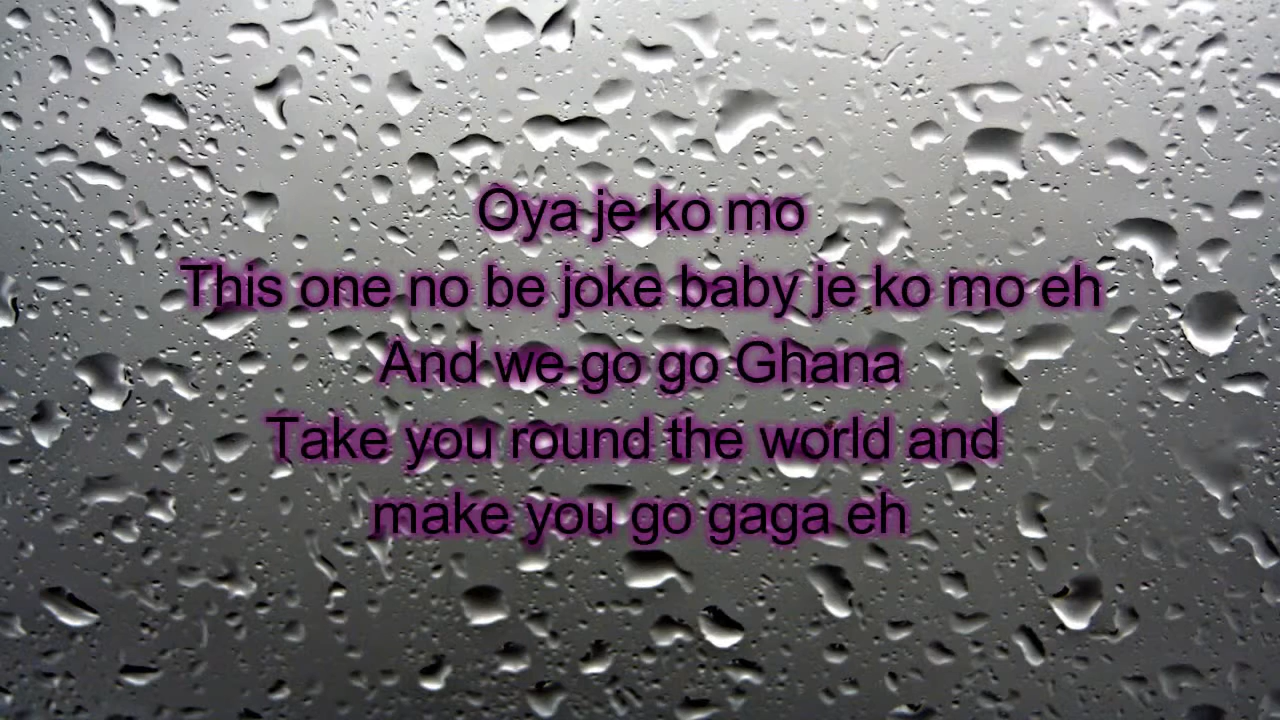 Oya je ko mo
This one no be joke baby je ko mo eh
And we go go Ghana
Take you round the world and
make you go gaga eh